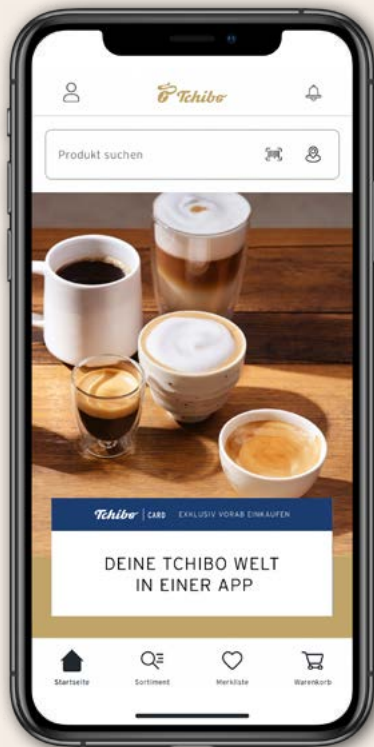 Tchibo
Produkt suchen
Tchibo CARD EXKLUSIV VORAB EINKAUFEN
DEINE TCHIBO WELT
IN EINER APP
Startseite Sortiment Merkliste Warenkorb